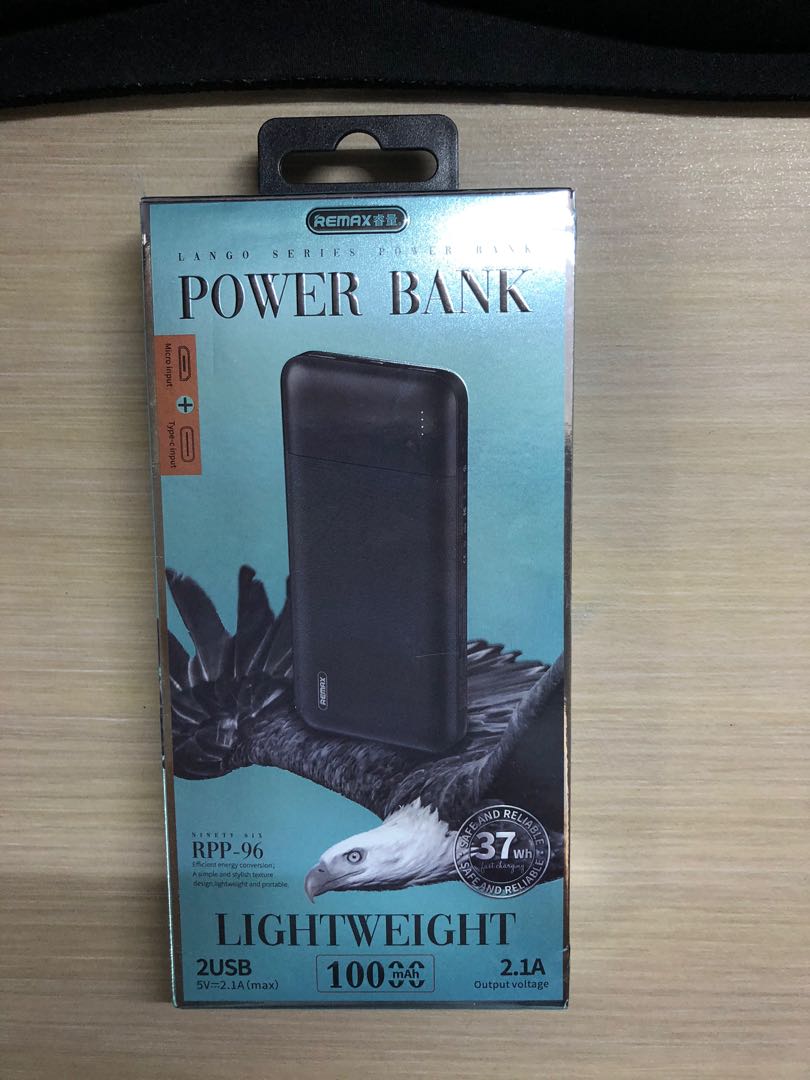 REMAX睿量
LANGO SERIES POWER BANK
POWER BANK
Micro input
+
Type-c input
REMAX
NINETY SIX
RPP-96
Efficient energy conversion;
A simple and stylish texture
design,lightweight and portable.
SAFE AND RELIABLE
37Wh
fast charging
SAFE AND RELIABLE
LIGHTWEIGHT
2USB
5V⎓2.1A(max)
10000mAh
2.1A
Output voltage